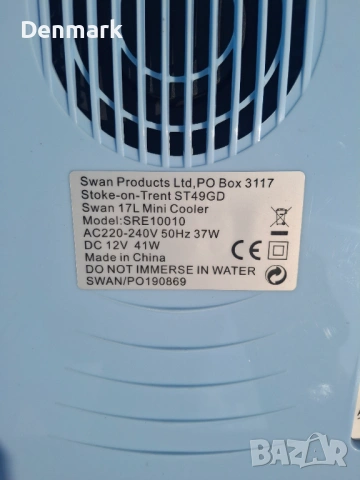 Denmark
Swan Products Ltd,PO Box 3117
Stoke-on-Trent ST49GD
Swan 17L Mini Cooler
Model:SRE10010
AC220-240V 50Hz 37W
DC 12V 41W
Made in China
DO NOT IMMERSE IN WATER
SWAN/PO190869
CE
BAZAR